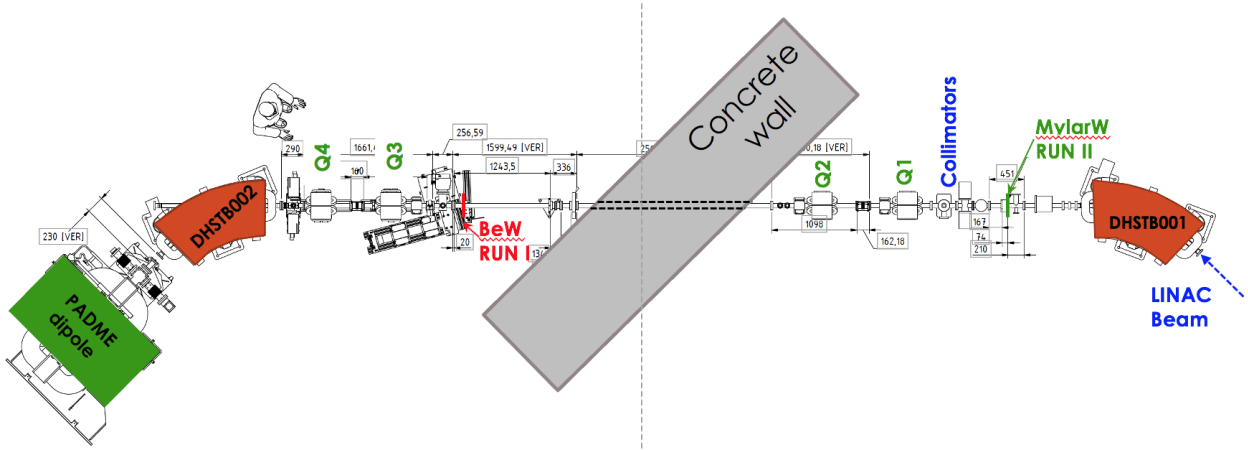 Concrete
wall
256,59
290
Q4
1661,
Q3
1599,49 [VER]
1243,5
336
,18 [VER]
Q2
Q1
Collimators
MylarW
RUN II
451
DHSTB002
BeW
RUN I
20
1098
162,18
167
74
210
DHSTB001
230 [VER]
PADME
dipole
LINAC
Beam